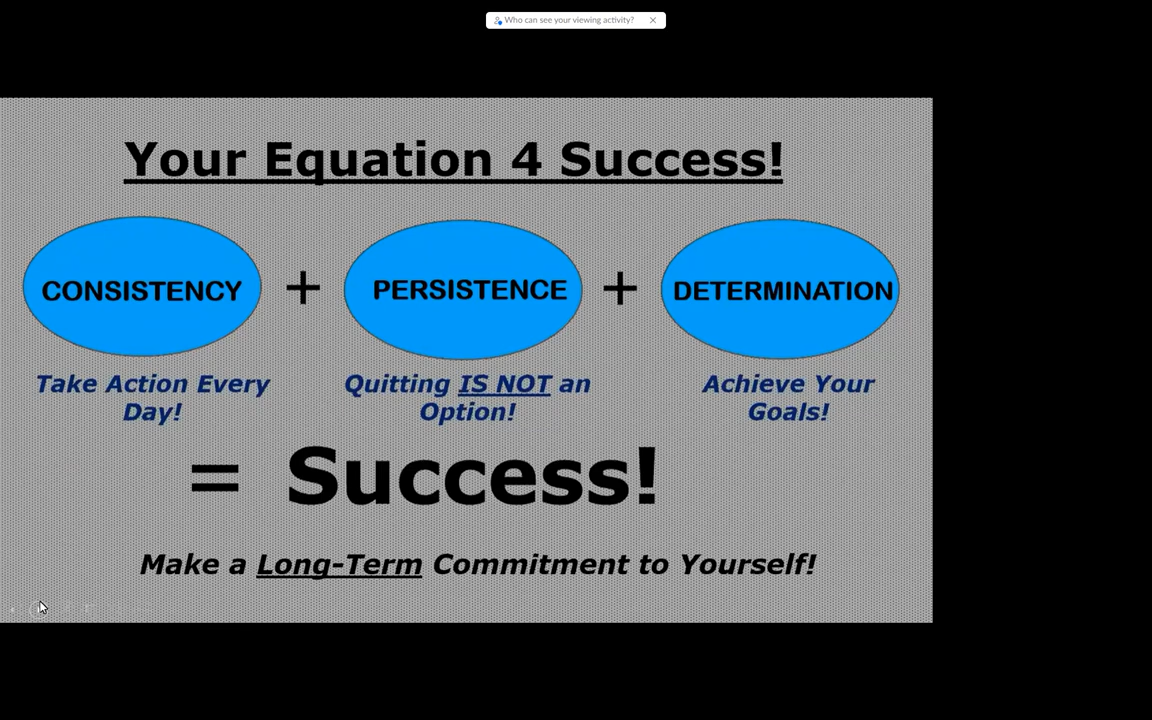 Who can see your viewing activity?
Your Equation 4 Success!
CONSISTENCY + PERSISTENCE + DETERMINATION
Take Action Every Day!
Quitting IS NOT an Option!
Achieve Your Goals!
= Success!
Make a Long-Term Commitment to Yourself!